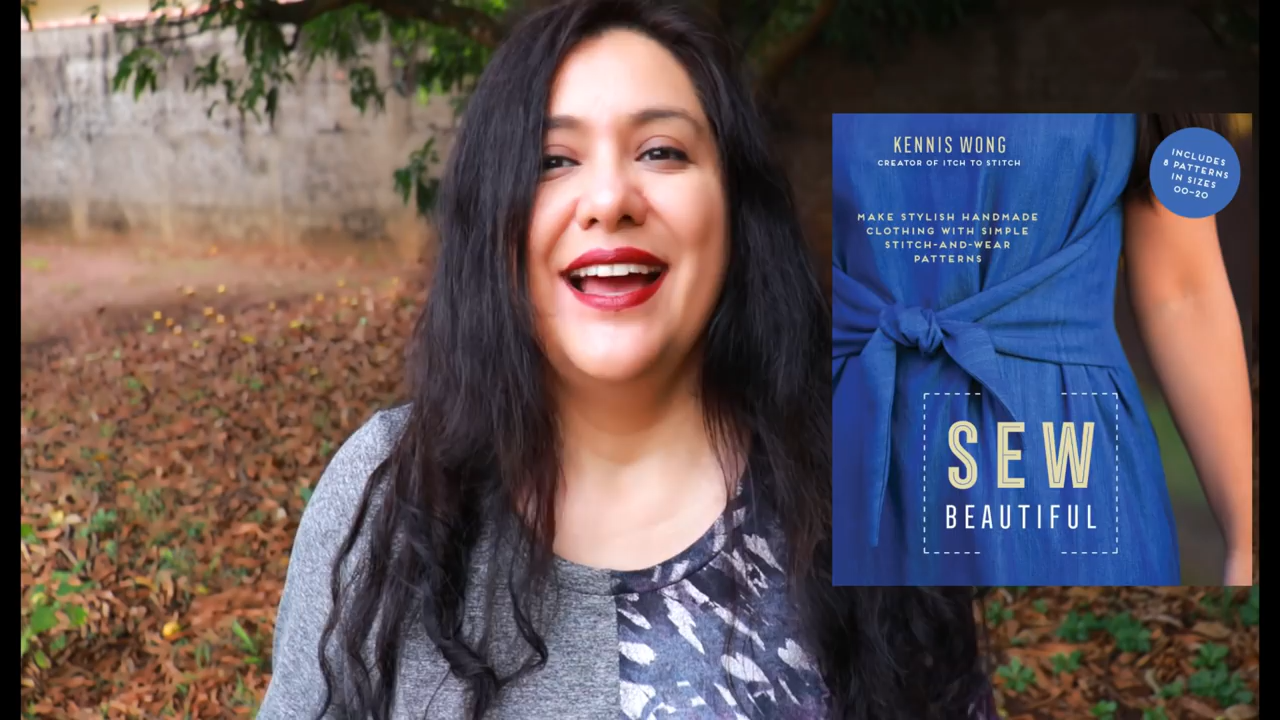 KENNIS WONG
CREATOR OF ITCH TO STITCH
INCLUDES
8 PATTERNS
IN SIZES
00–20
MAKE STYLISH HANDMADE
CLOTHING WITH SIMPLE
STITCH-AND-WEAR
PATTERNS
SEW
BEAUTIFUL